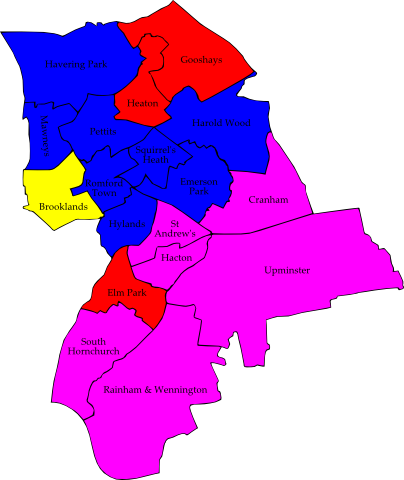 Gooshays
Havering Park
Heaton
Mawneys
Harold Wood
Pettits
Squirrel's
Heath
Romford
Town
Emerson
Park
Cranham
Brooklands
Hylands
St
Andrew's
Hacton
Upminster
Elm Park
South
Hornchurch
Rainham & Wennington